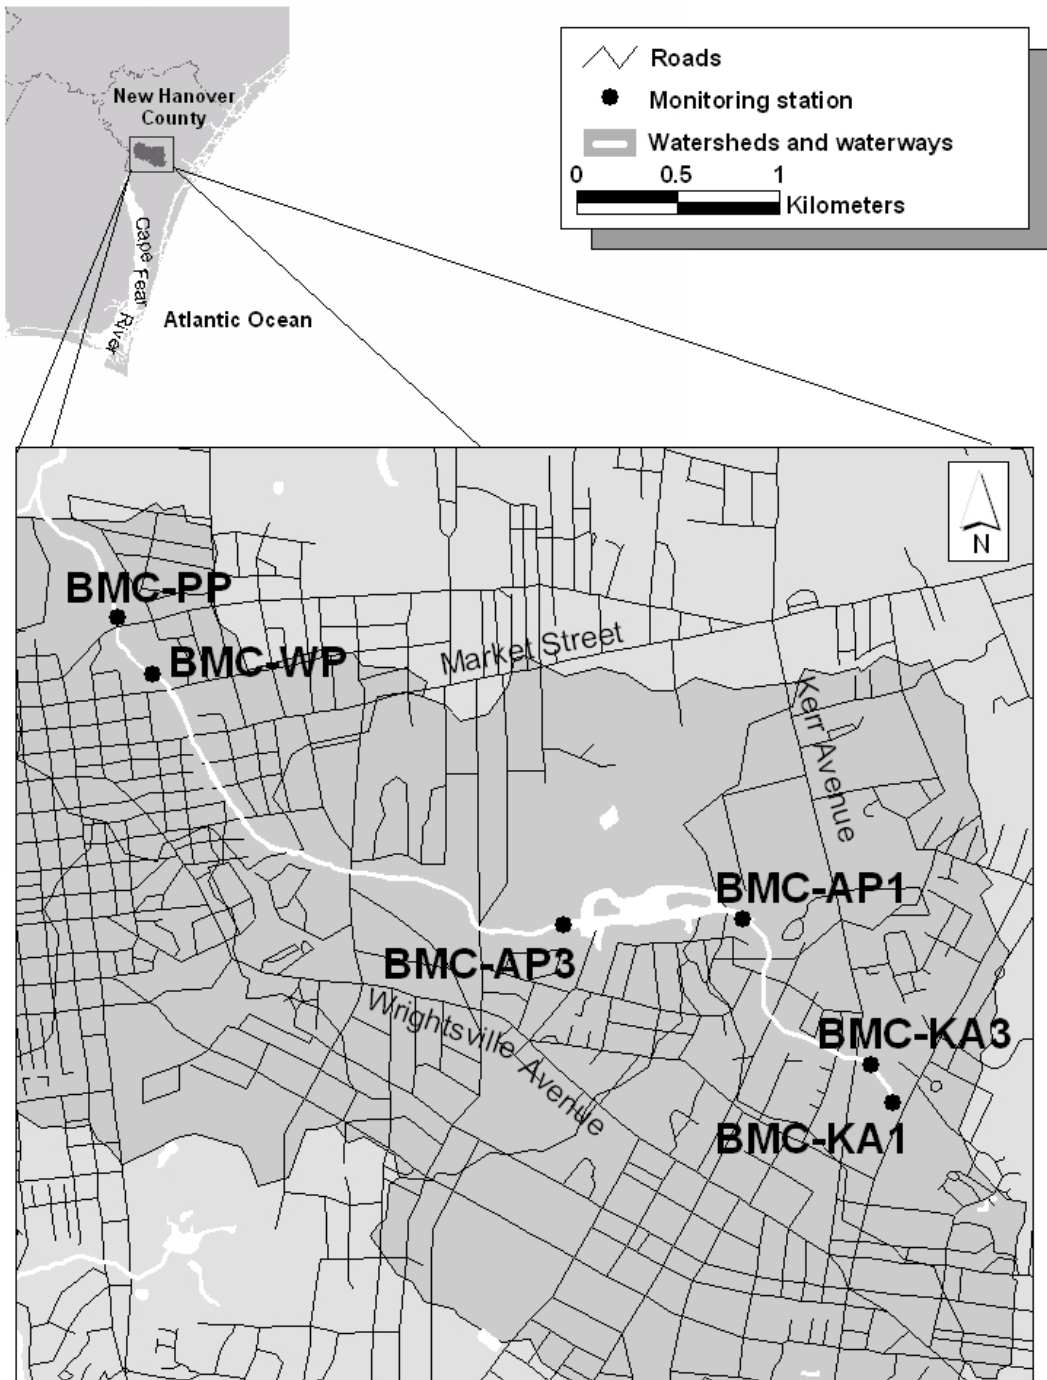 New Hanover
County
Cape Fear River
Atlantic Ocean
Roads
Monitoring station
Watersheds and waterways
0 0.5 1
Kilometers
N
BMC-PP
BMC-WP
Market Street
Kerr Avenue
BMC-AP1
BMC-AP3
Wrightsville Avenue
BMC-KA3
BMC-KA1